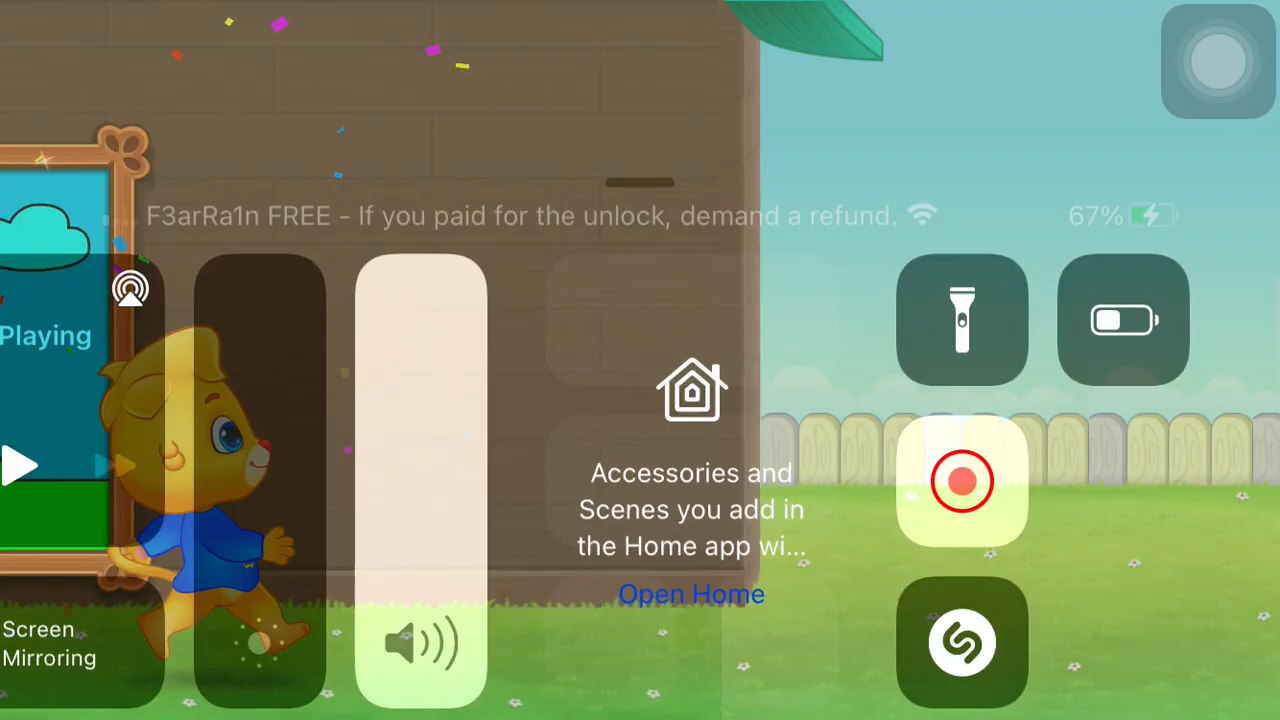 F3arRa1n FREE - If you paid for the unlock, demand a refund.
67%
Playing
Accessories and
Scenes you add in
the Home app wi...
Open Home
Screen
Mirroring